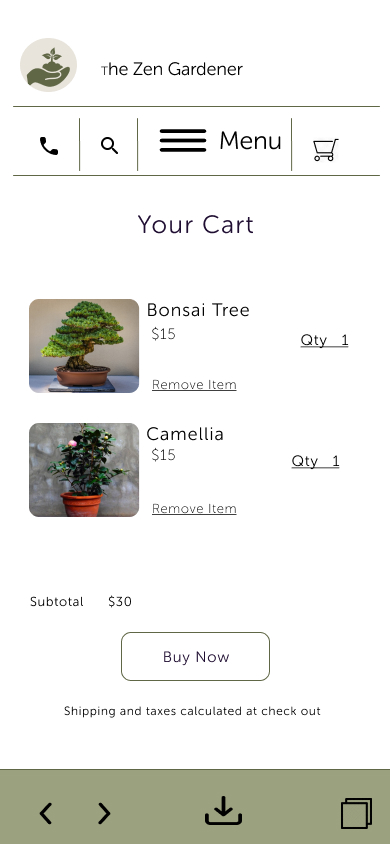 The Zen Gardener
Menu
Your Cart
Bonsai Tree
$15
Qty 1
Remove Item
Camellia
$15
Qty 1
Remove Item
Subtotal $30
Buy Now
Shipping and taxes calculated at check out